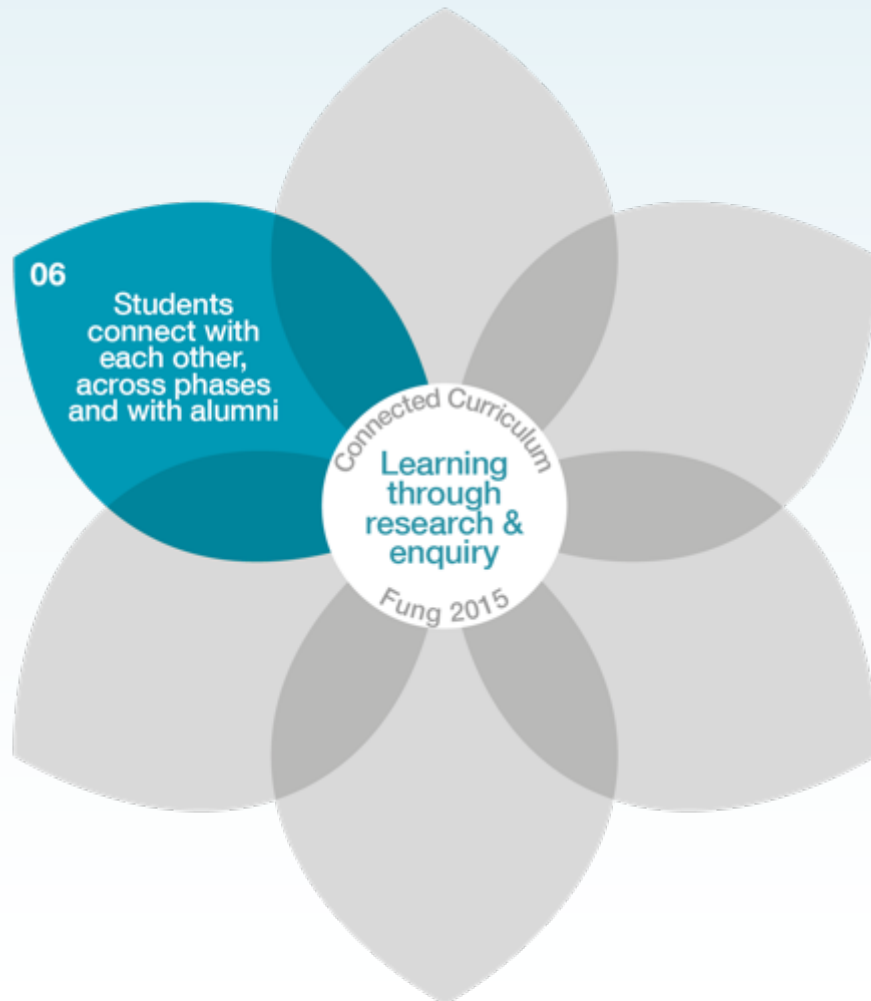 06
Students
connect with
each other,
across phases
and with alumni
Connected Curriculum
Learning
through
research &
enquiry
Fung 2015